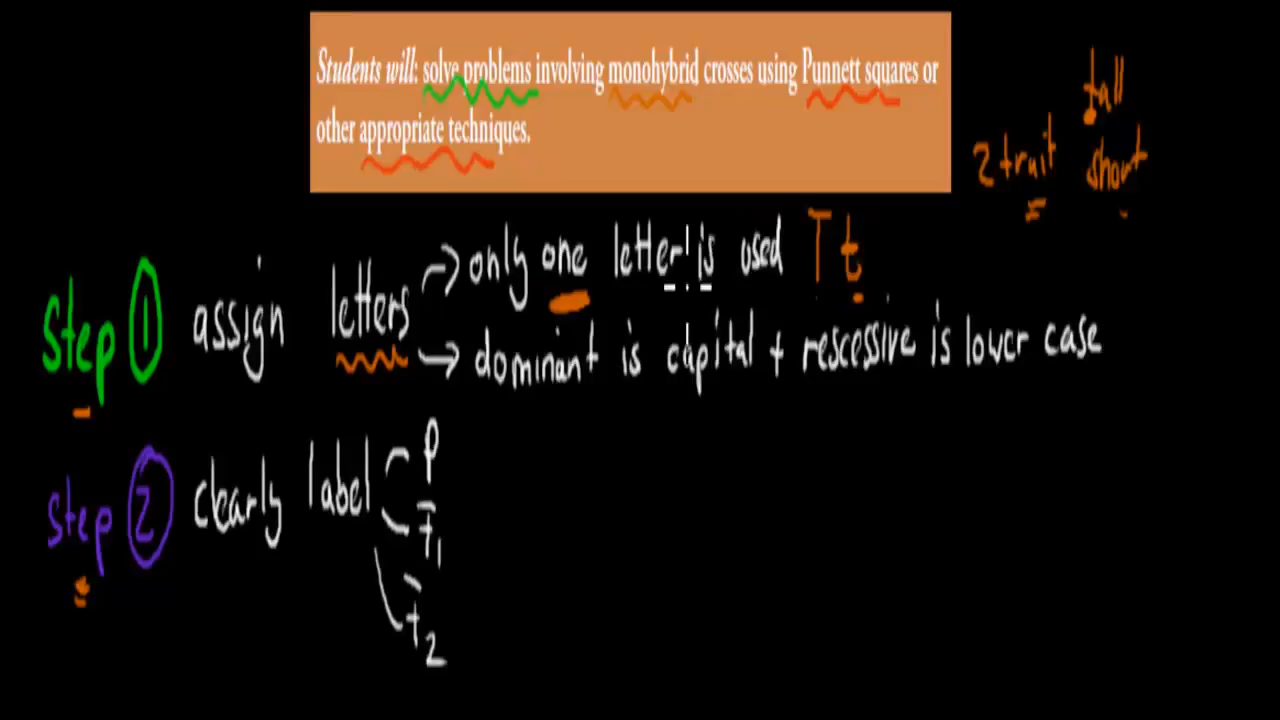 Students will: solve problems involving monohybrid crosses using Punnett squares or
other appropriate techniques.
tall
2 trait short
step 1 assign letters → only one letter is used T t
→ dominant is capital + rescessive is lower case
step 2 clearly label P
F1
F2